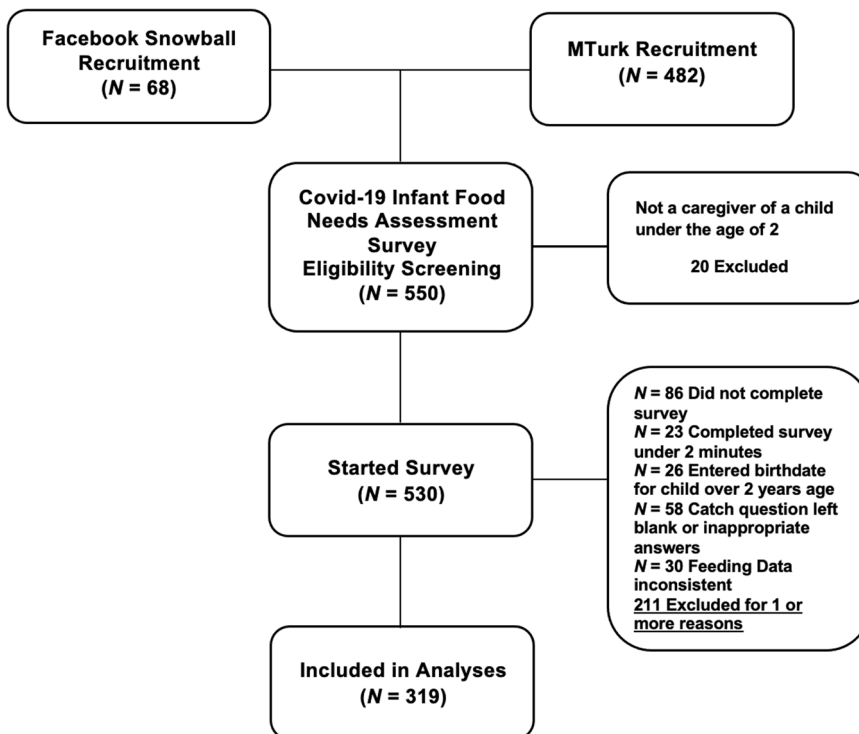 Facebook Snowball
Recruitment
(N = 68)
MTurk Recruitment
(N = 482)
Covid-19 Infant Food
Needs Assessment
Survey
Eligibility Screening
(N = 550)
Not a caregiver of a child
under the age of 2
20 Excluded
Started Survey
(N = 530)
N = 86 Did not complete
survey
N = 23 Completed survey
under 2 minutes
N = 26 Entered birthdate
for child over 2 years age
N = 58 Catch question left
blank or inappropriate
answers
N = 30 Feeding Data
inconsistent
211 Excluded for 1 or
more reasons
Included in Analyses
(N = 319)